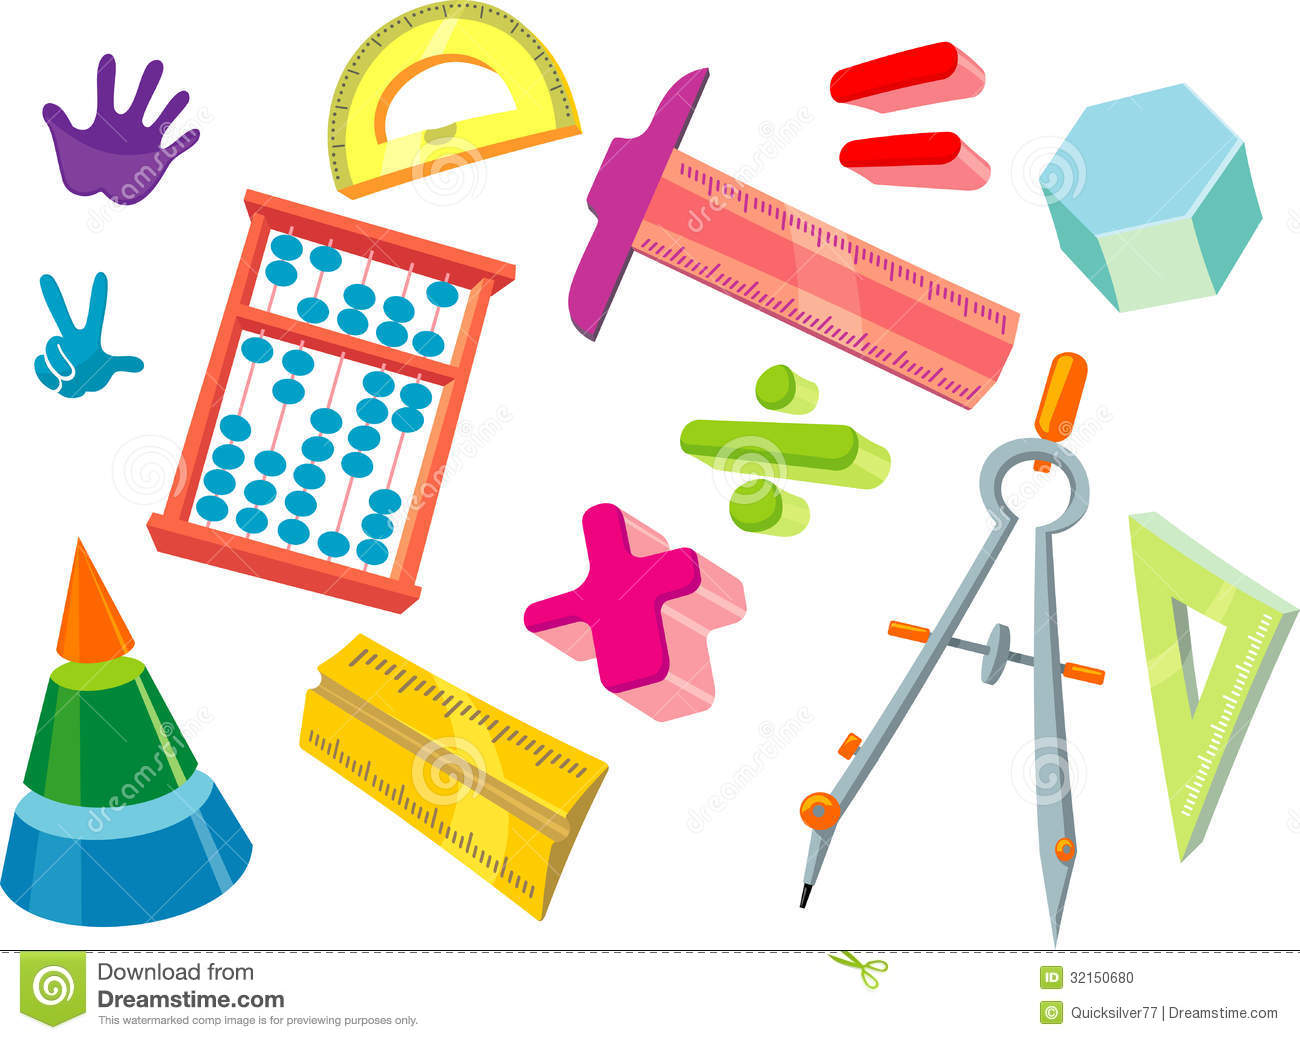 Download from
Dreamstime.com
This watermarked comp image is for previewing purposes only.
ID 32150680
© Quicksilver77 | Dreamstime.com